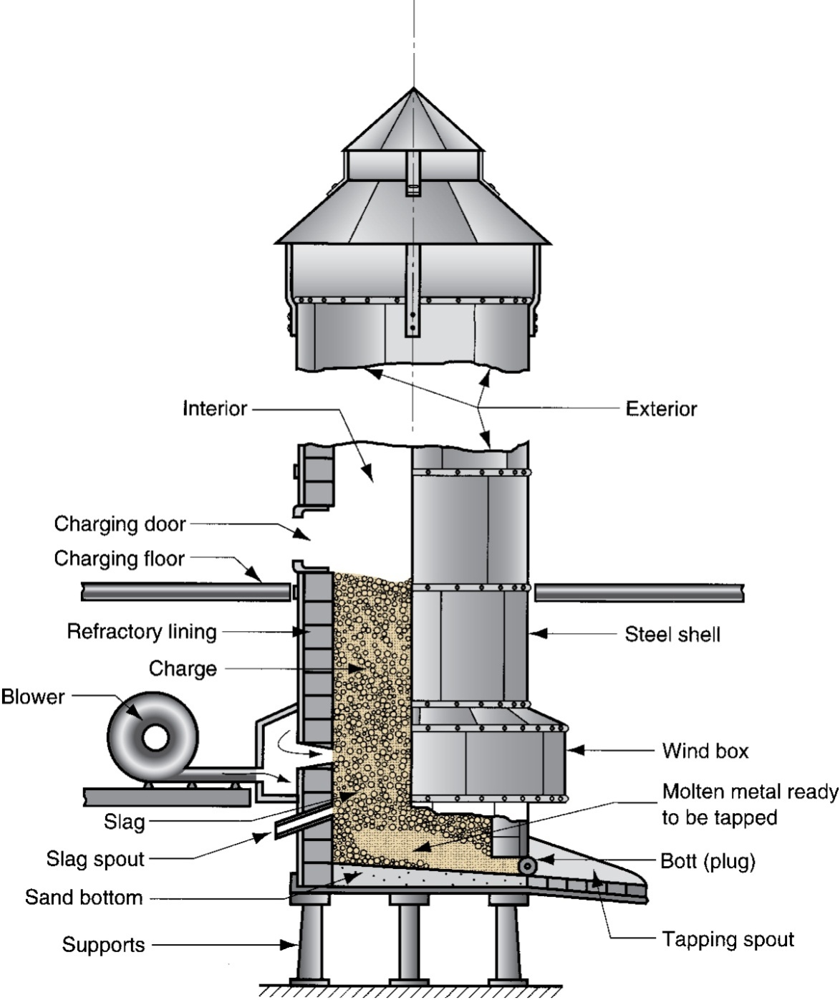 Interior
Exterior
Charging door
Charging floor
Refractory lining
Steel shell
Charge
Blower
Wind box
Molten metal ready
to be tapped
Slag
Slag spout
Bott (plug)
Sand bottom
Supports
Tapping spout